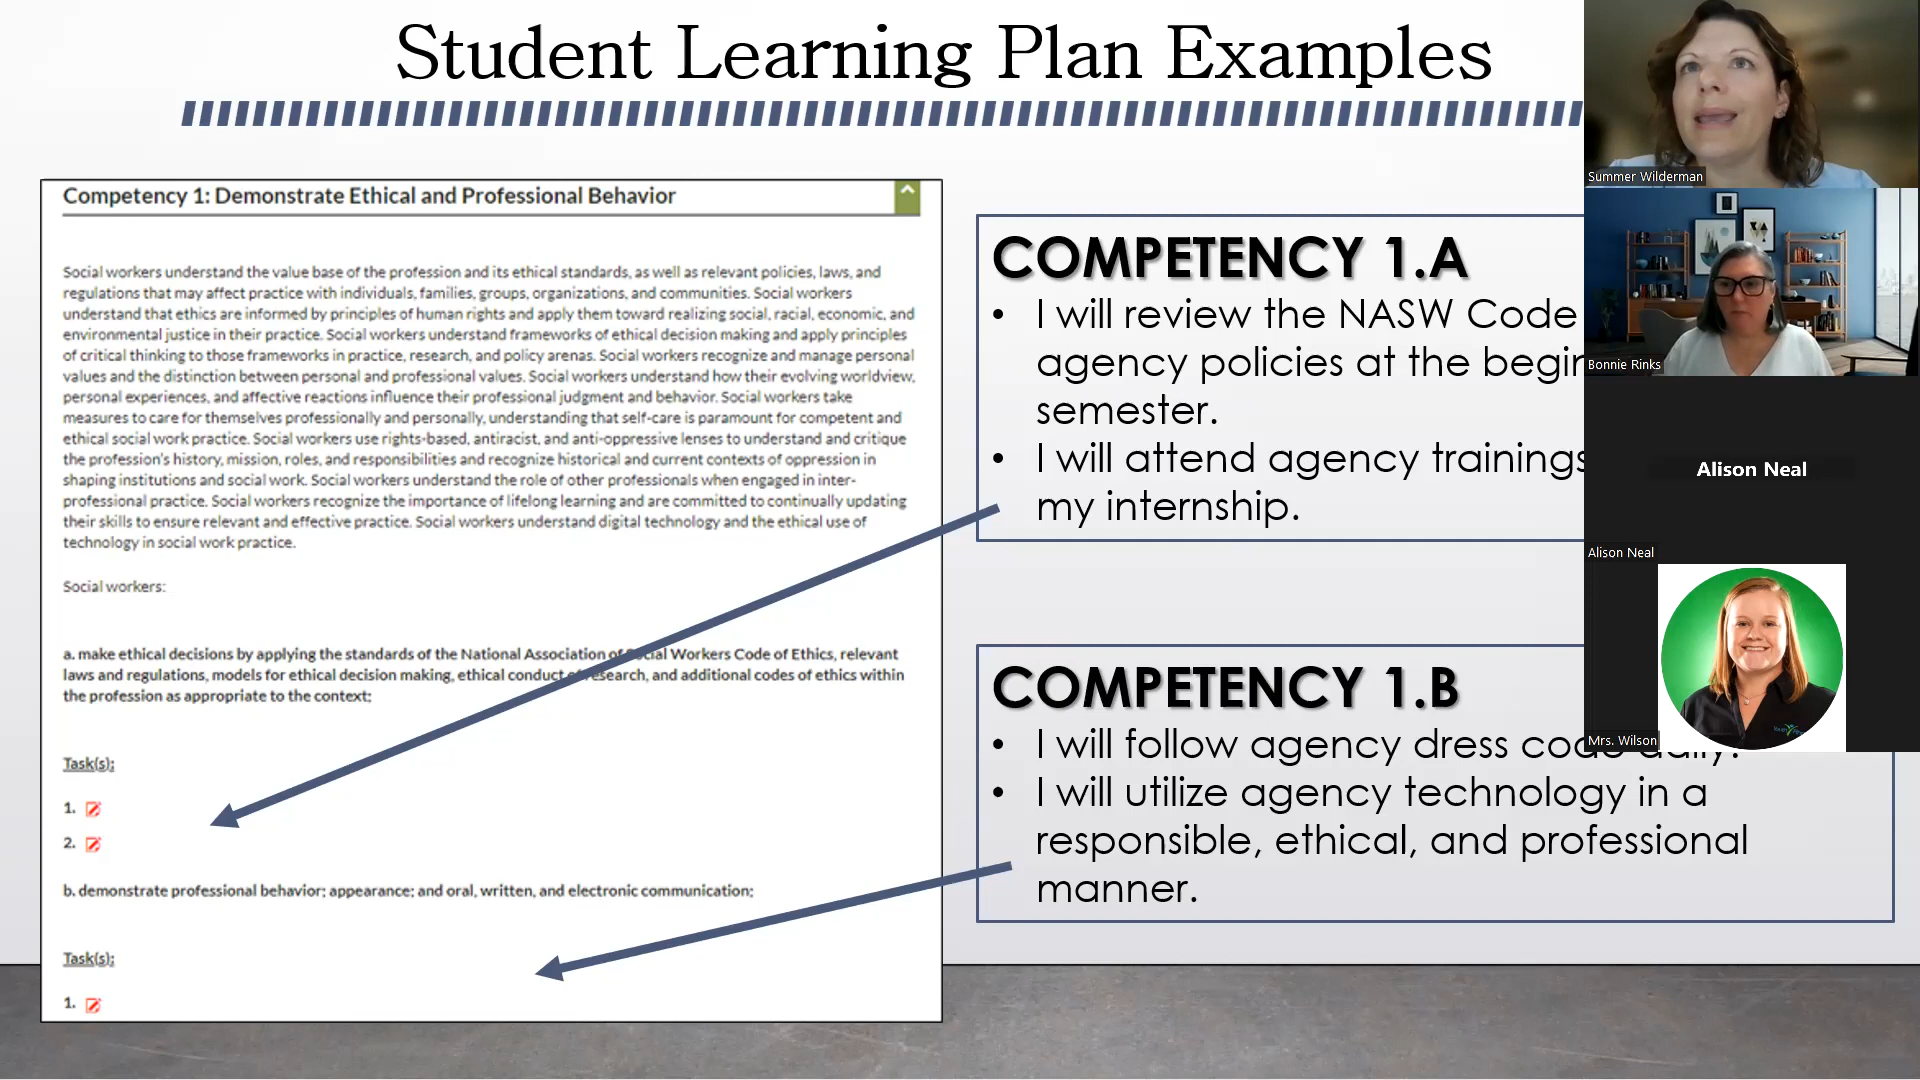 Student Learning Plan Examples
Competency 1: Demonstrate Ethical and Professional Behavior
Social workers understand the value base of the profession and its ethical standards, as well as relevant policies, laws, and
regulations that may affect practice with individuals, families, groups, organizations, and communities. Social workers
understand that ethics are informed by principles of human rights and apply them toward realizing social, racial, economic, and
environmental justice in their practice. Social workers understand frameworks of ethical decision making and apply principles
of critical thinking to those frameworks in practice, research, and policy arenas. Social workers recognize and manage personal
values and the distinction between personal and professional values. Social workers understand how their evolving worldview,
personal experiences, and affective reactions influence their professional judgment and behavior. Social workers take
measures to care for themselves professionally and personally, understanding that self-care is paramount for competent and
ethical social work practice. Social workers use rights-based, antiracist, and anti-oppressive lenses to understand and critique
the profession's history, mission, roles, and responsibilities and recognize historical and current contexts of oppression in
shaping institutions and social work. Social workers understand the role of other professionals when engaged in inter-
professional practice. Social workers recognize the importance of lifelong learning and are committed to continually updating
their skills to ensure relevant and effective practice. Social workers understand digital technology and the ethical use of
technology in social work practice.
Social workers:
a. make ethical decisions by applying the standards of the National Association of Social Workers Code of Ethics, relevant
laws and regulations, models for ethical decision making, ethical conduct of research, and additional codes of ethics within
the profession as appropriate to the context;
Task(s):
1.
2.
b. demonstrate professional behavior; appearance; and oral, written, and electronic communication;
Task(s):
1.
COMPETENCY 1.A
• I will review the NASW Code
agency policies at the begin
semester.
• I will attend agency trainings
my internship.
COMPETENCY 1.B
• I will follow agency dress code daily.
• I will utilize agency technology in a
responsible, ethical, and professional
manner.
Summer Wilderman
Bonnie Rinks
Alison Neal
Alison Neal
Mrs. Wilson